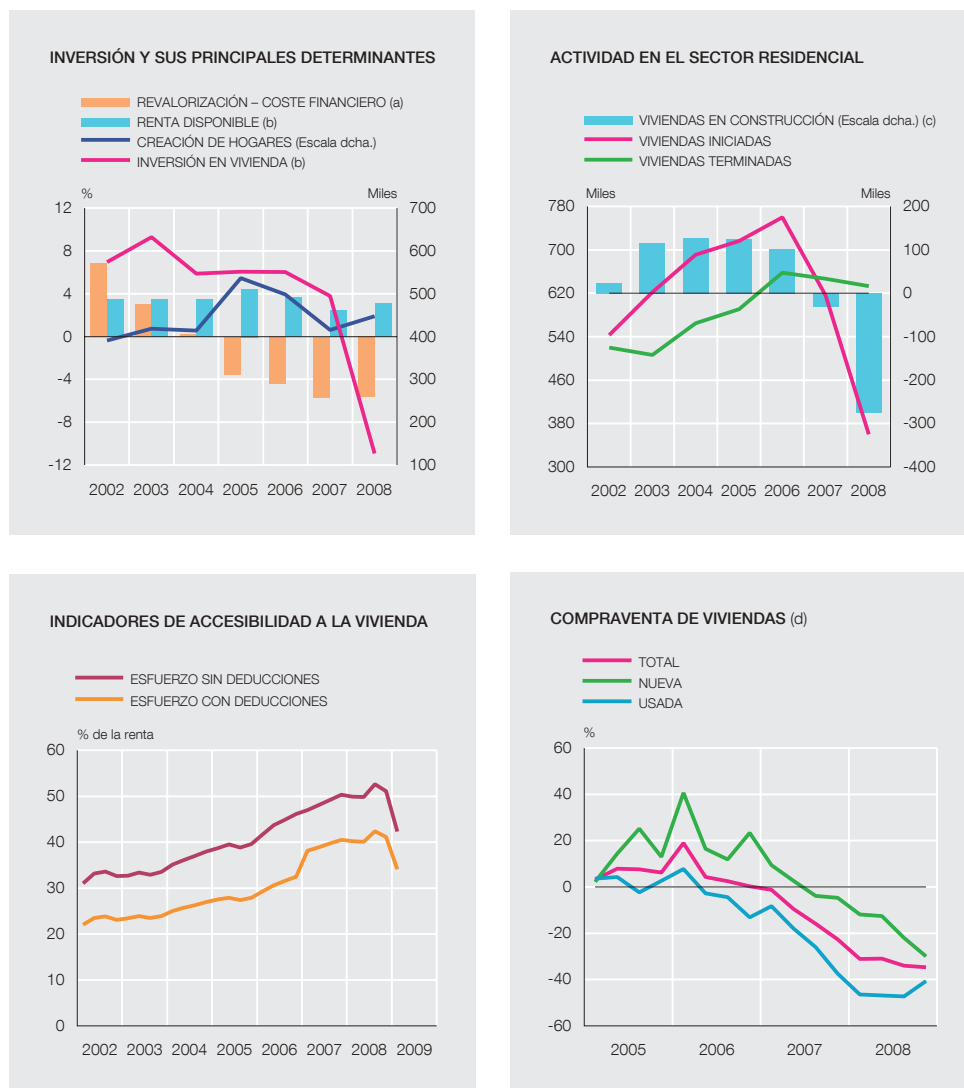 INVERSIÓN Y SUS PRINCIPALES DETERMINANTES
REVALORIZACIÓN – COSTE FINANCIERO (a)
RENTA DISPONIBLE (b)
CREACIÓN DE HOGARES (Escala dcha.)
INVERSIÓN EN VIVIENDA (b)
% Miles
12 700
8 600
4 500
0 400
-4 300
-8 200
-12 100
2002 2003 2004 2005 2006 2007 2008
ACTIVIDAD EN EL SECTOR RESIDENCIAL
VIVIENDAS EN CONSTRUCCIÓN (Escala dcha.) (c)
VIVIENDAS INICIADAS
VIVIENDAS TERMINADAS
Miles Miles
780 200
700 100
620 0
540 -100
460 -200
380 -300
300 -400
2002 2003 2004 2005 2006 2007 2008
INDICADORES DE ACCESIBILIDAD A LA VIVIENDA
ESFUERZO SIN DEDUCCIONES
ESFUERZO CON DEDUCCIONES
% de la renta
60
50
40
30
20
10
0
2002 2003 2004 2005 2006 2007 2008 2009
COMPRAVENTA DE VIVIENDAS (d)
TOTAL
NUEVA
USADA
%
60
40
20
0
-20
-40
-60
2005 2006 2007 2008